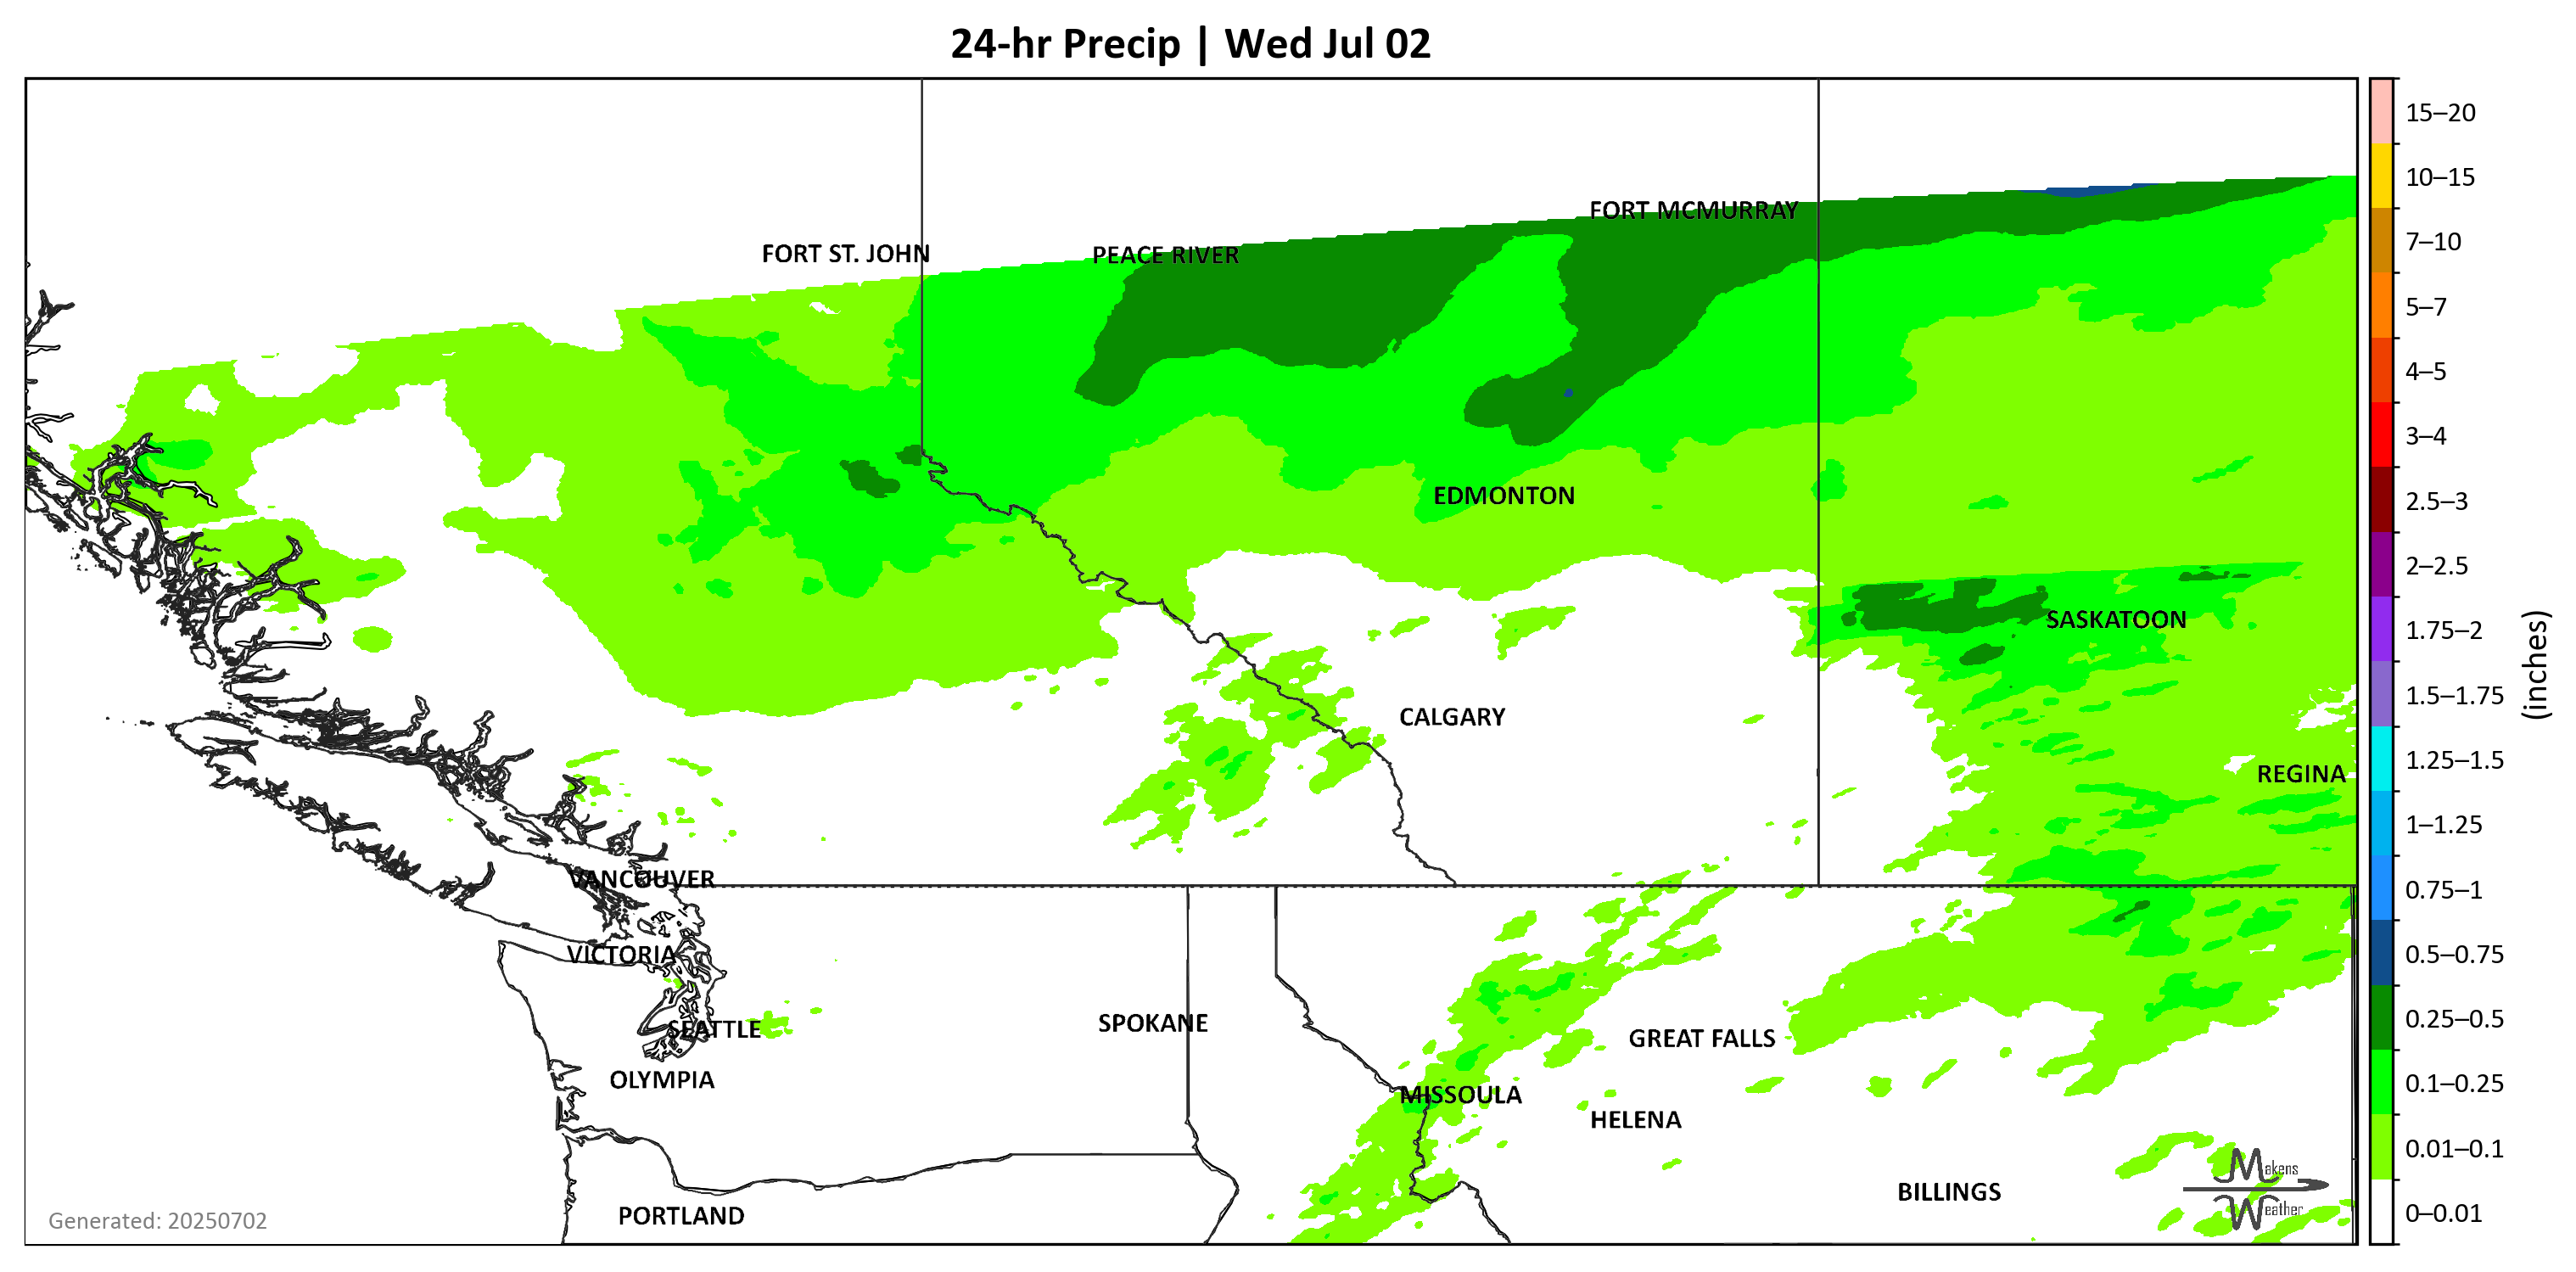 24-hr Precip | Wed Jul 02
15–20
10–15
7–10
5–7
4–5
3–4
2.5–3
2–2.5
1.75–2
1.5–1.75
1.25–1.5
1–1.25
0.75–1
0.5–0.75
0.25–0.5
0.1–0.25
0.01–0.1
0–0.01
(inches)
FORT MCMURRAY
FORT ST. JOHN
PEACE RIVER
EDMONTON
SASKATOON
CALGARY
REGINA
VANCOUVER
VICTORIA
SEATTLE
SPOKANE
GREAT FALLS
OLYMPIA
MISSOULA
HELENA
BILLINGS
PORTLAND
Makens
Weather
Generated: 20250702